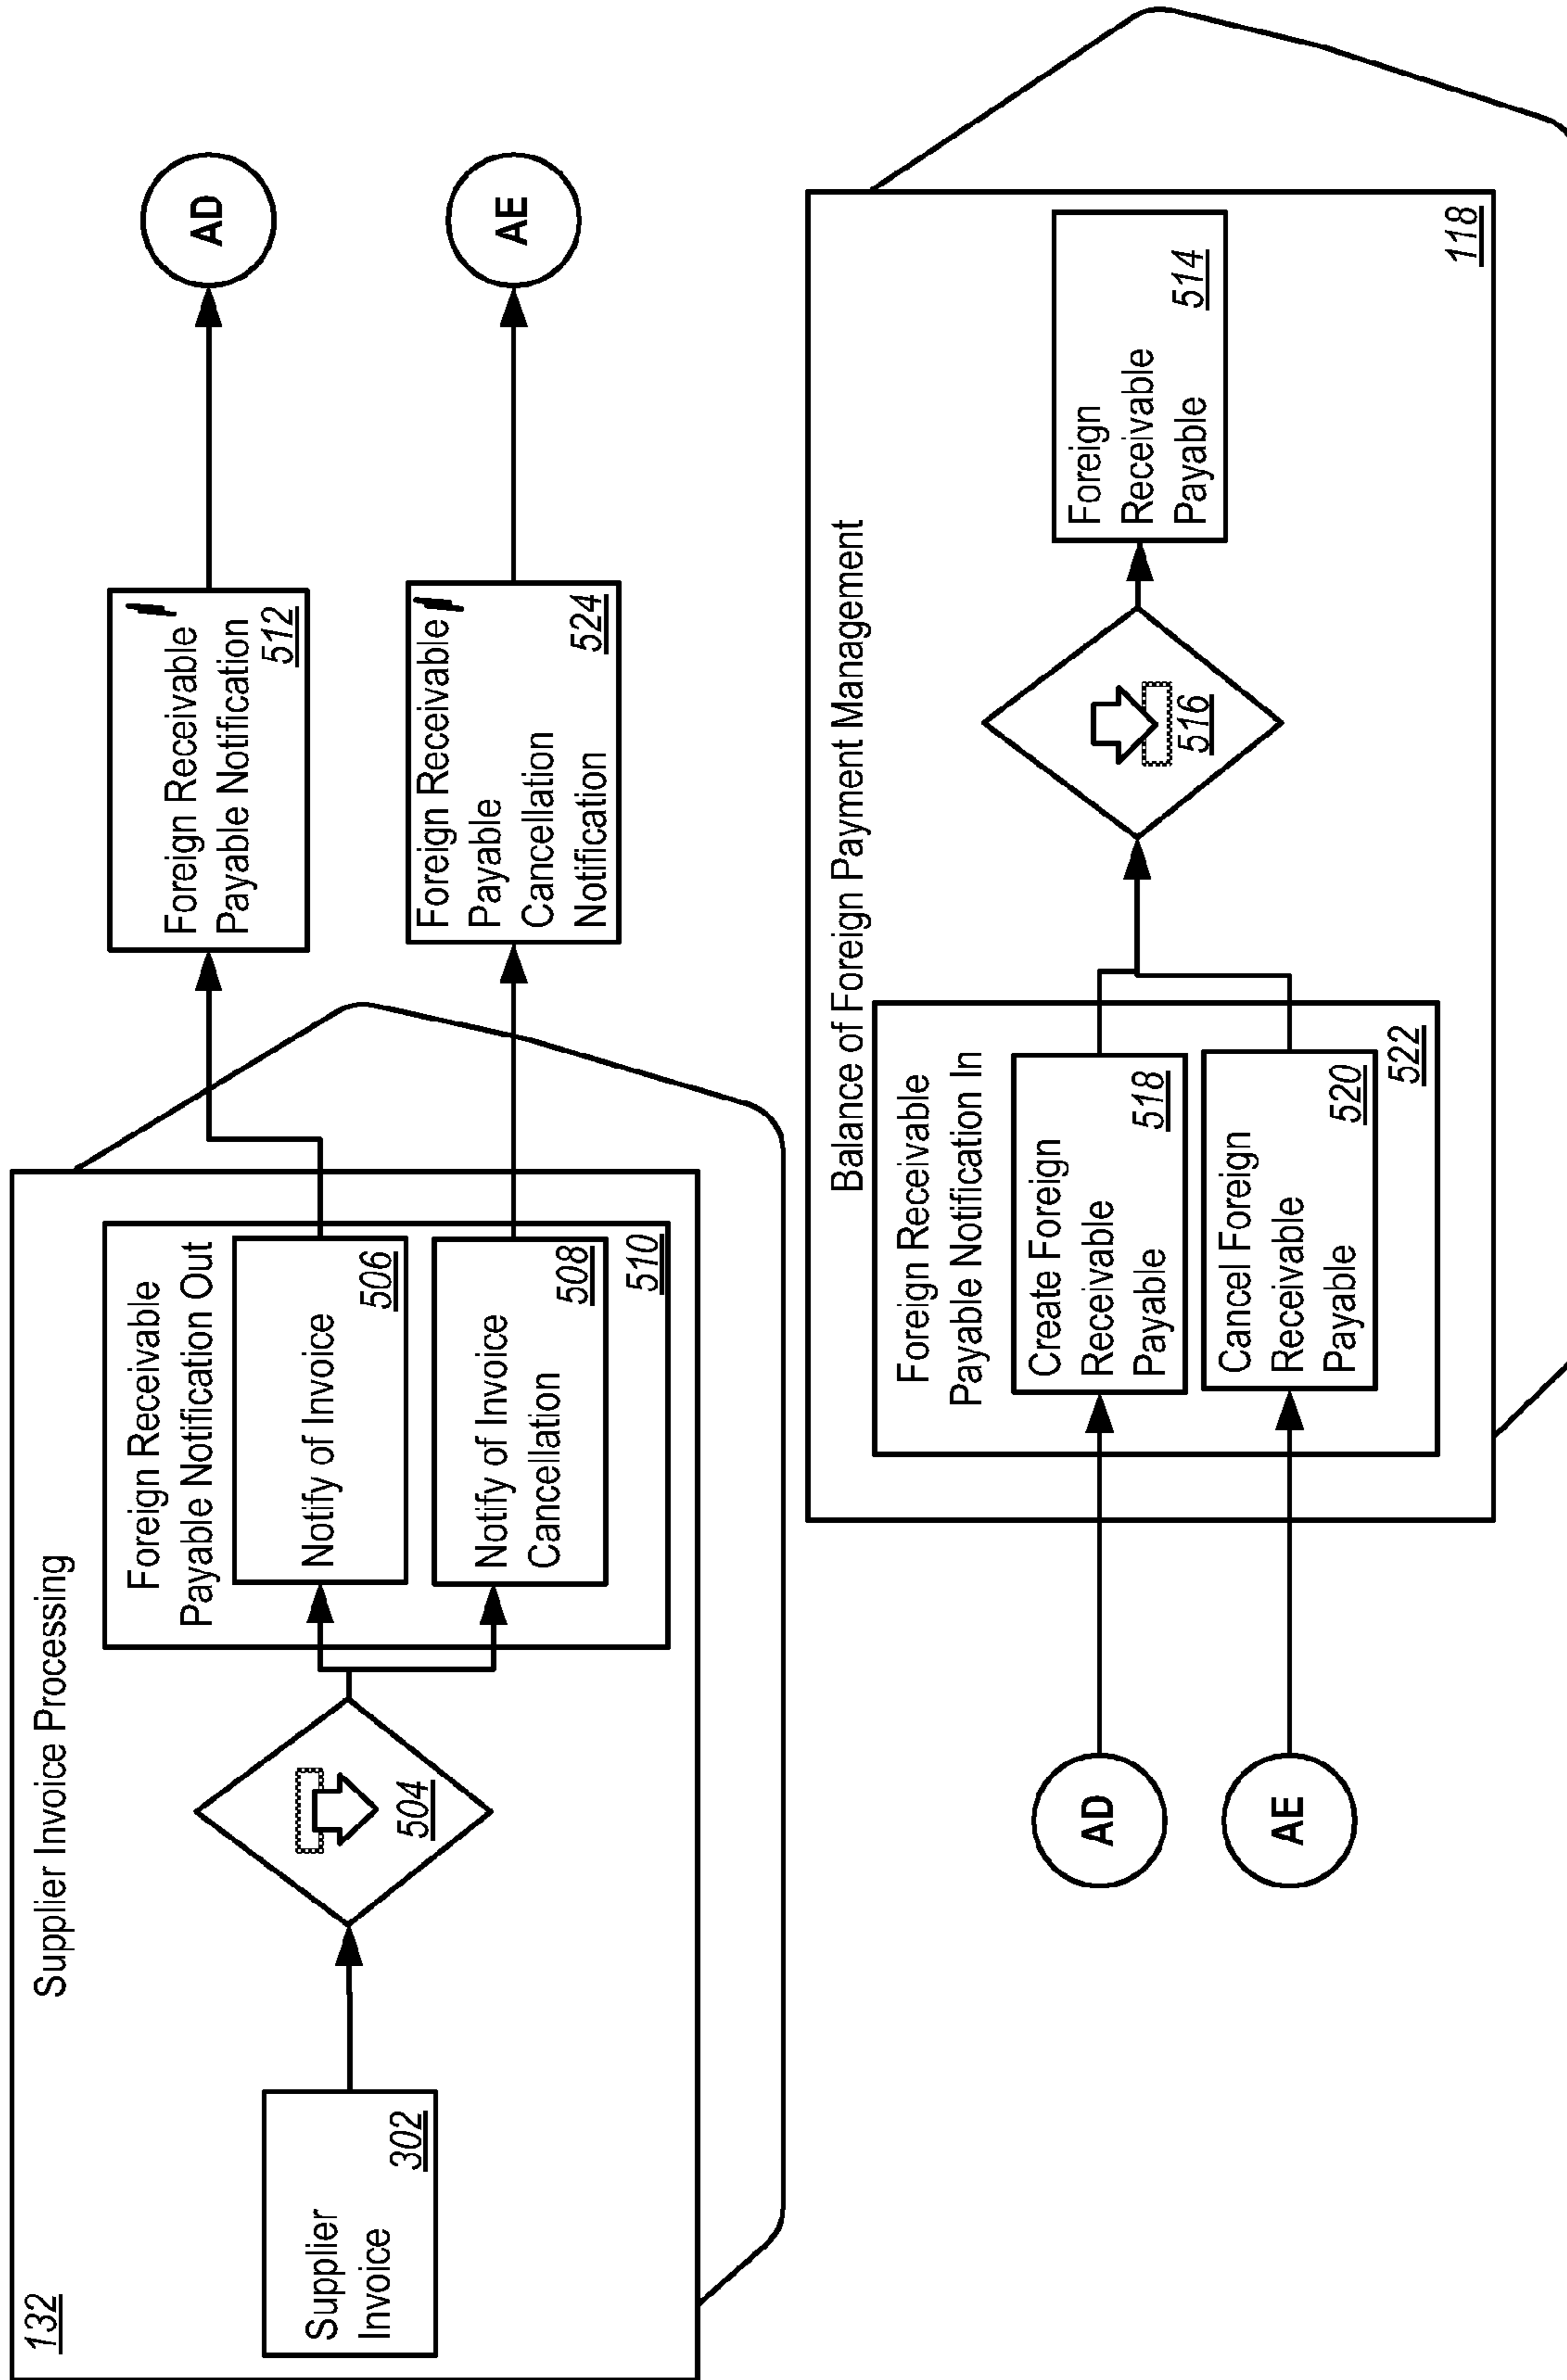 132
Supplier Invoice Processing
Supplier
Invoice
302
504
Foreign Receivable
Payable Notification Out
Notify of Invoice
506
Notify of Invoice
Cancellation
508
510
Foreign Receivable
Payable Notification
512
Foreign Receivable
Payable
Cancellation
Notification
524
AD
AE
AD
AE
Balance of Foreign Payment Management
Foreign Receivable
Payable Notification In
Create Foreign
Receivable
Payable
518
Cancel Foreign
Receivable
Payable
520
522
516
Foreign
Receivable
Payable
514
118